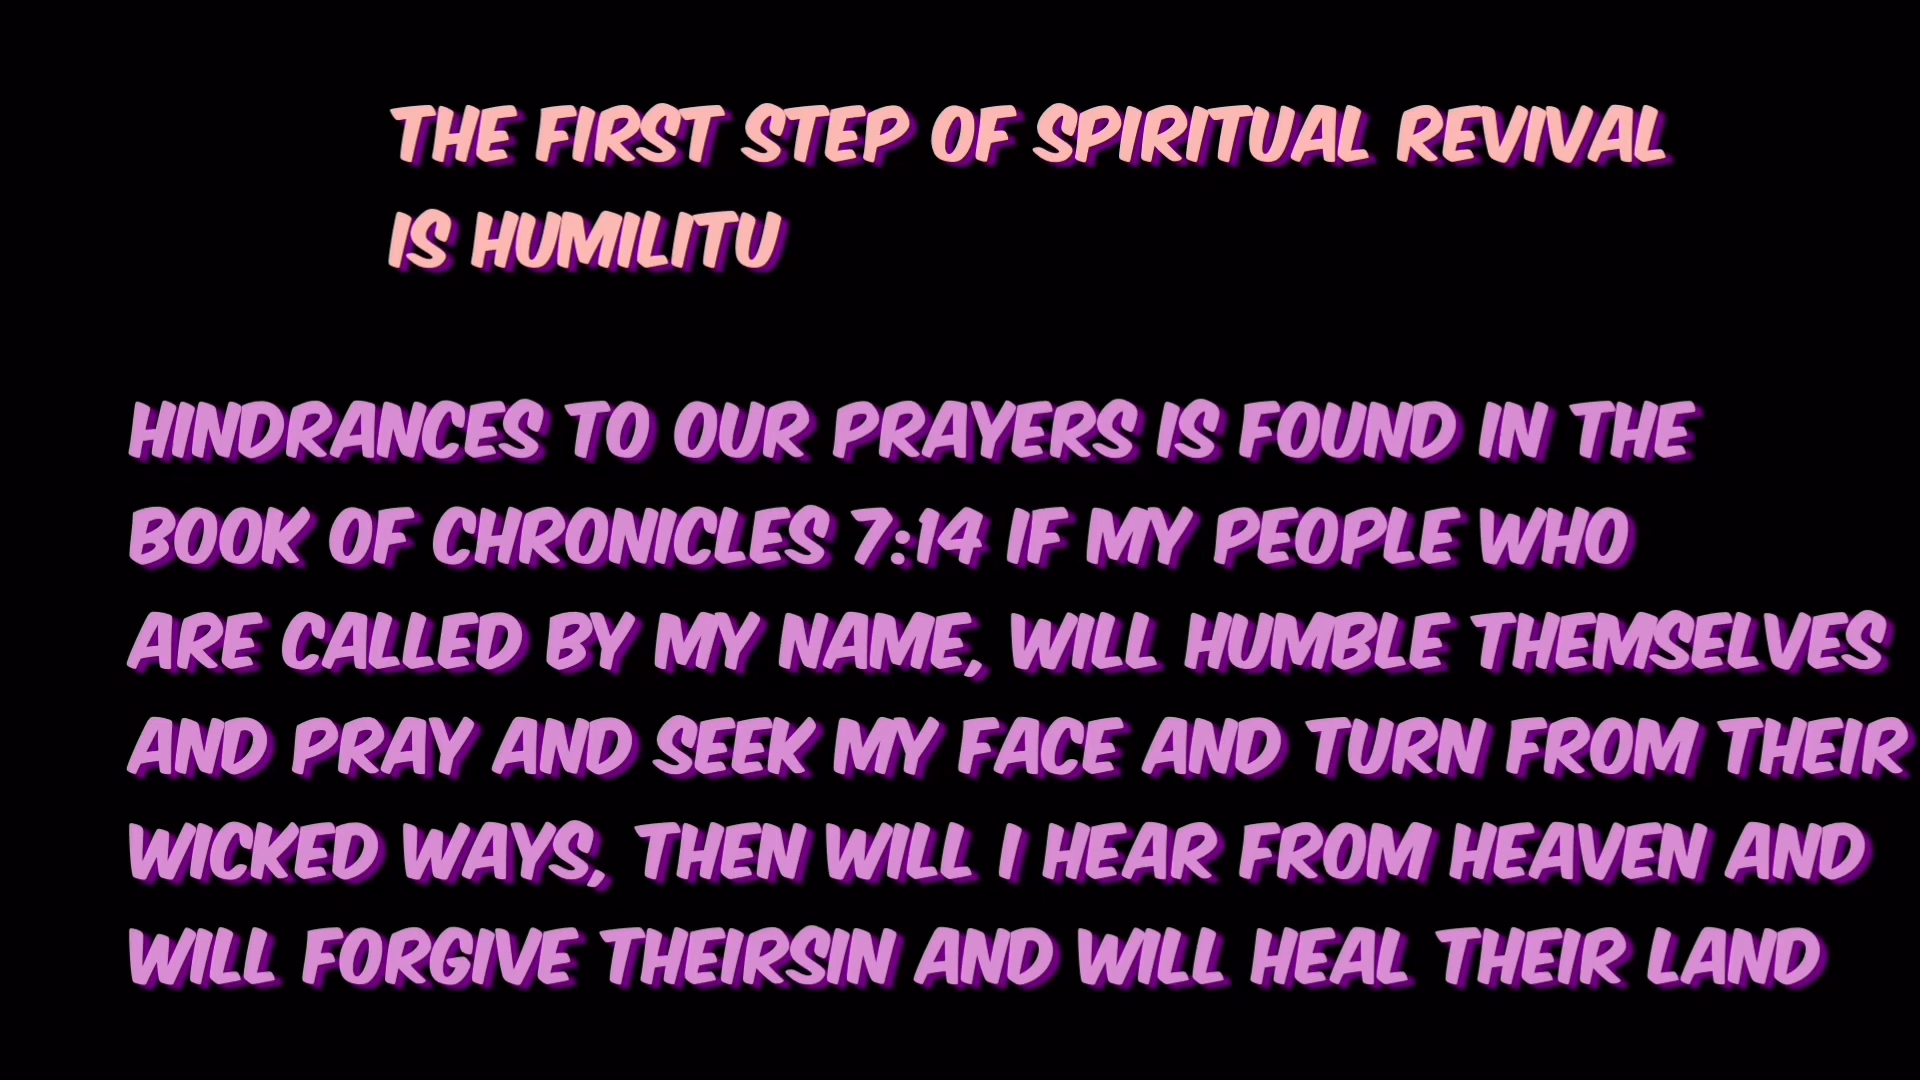 THE FIRST STEP OF SPIRITUAL REVIVAL
IS HUMILITU
HINDRANCES TO OUR PRAYERS IS FOUND IN THE
BOOK OF CHRONICLES 7:14 IF MY PEOPLE WHO
ARE CALLED BY MY NAME, WILL HUMBLE THEMSELVES
AND PRAY AND SEEK MY FACE AND TURN FROM THEIR
WICKED WAYS, THEN WILL I HEAR FROM HEAVEN AND
WILL FORGIVE THEIRSIN AND WILL HEAL THEIR LAND